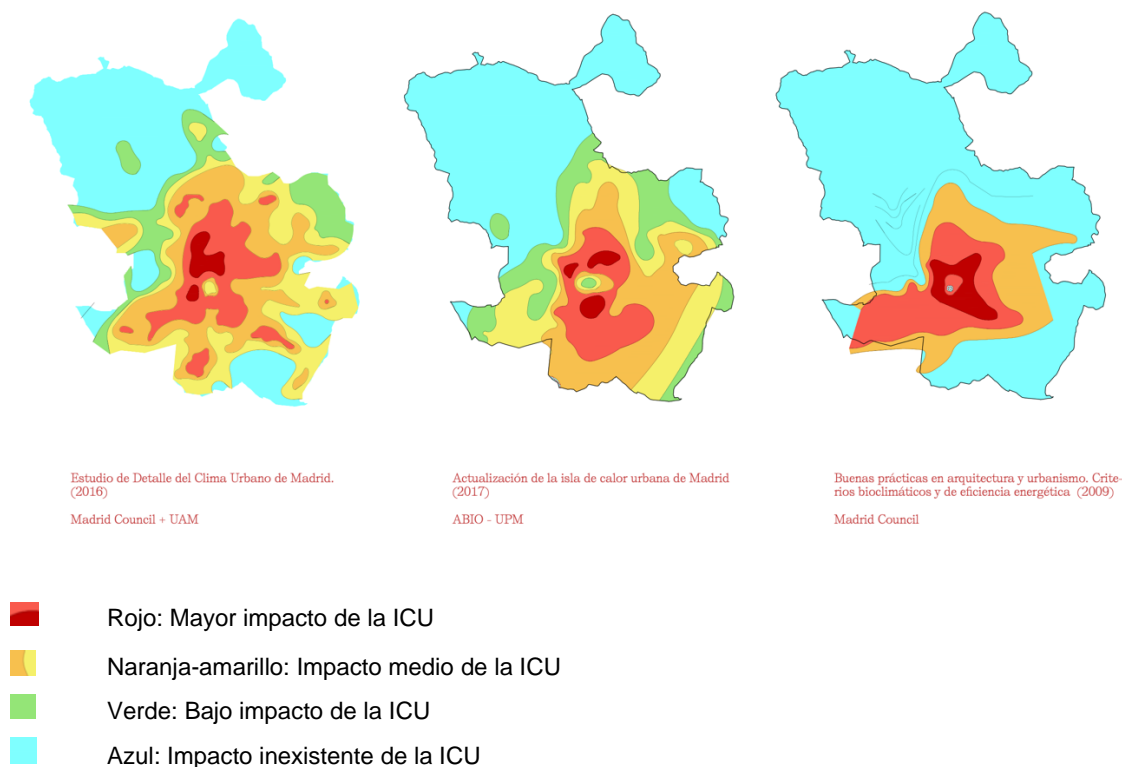 Estudio de Detalle del Clima Urbano de Madrid.
(2016)
Madrid Council + UAM
Actualización de la isla de calor urbana de Madrid
(2017)
ABIO - UPM
Buenas prácticas en arquitectura y urbanismo. Crite-
rios bioclimáticos y de eficiencia energética (2009)
Madrid Council
Rojo: Mayor impacto de la ICU
Naranja-amarillo: Impacto medio de la ICU
Verde: Bajo impacto de la ICU
Azul: Impacto inexistente de la ICU